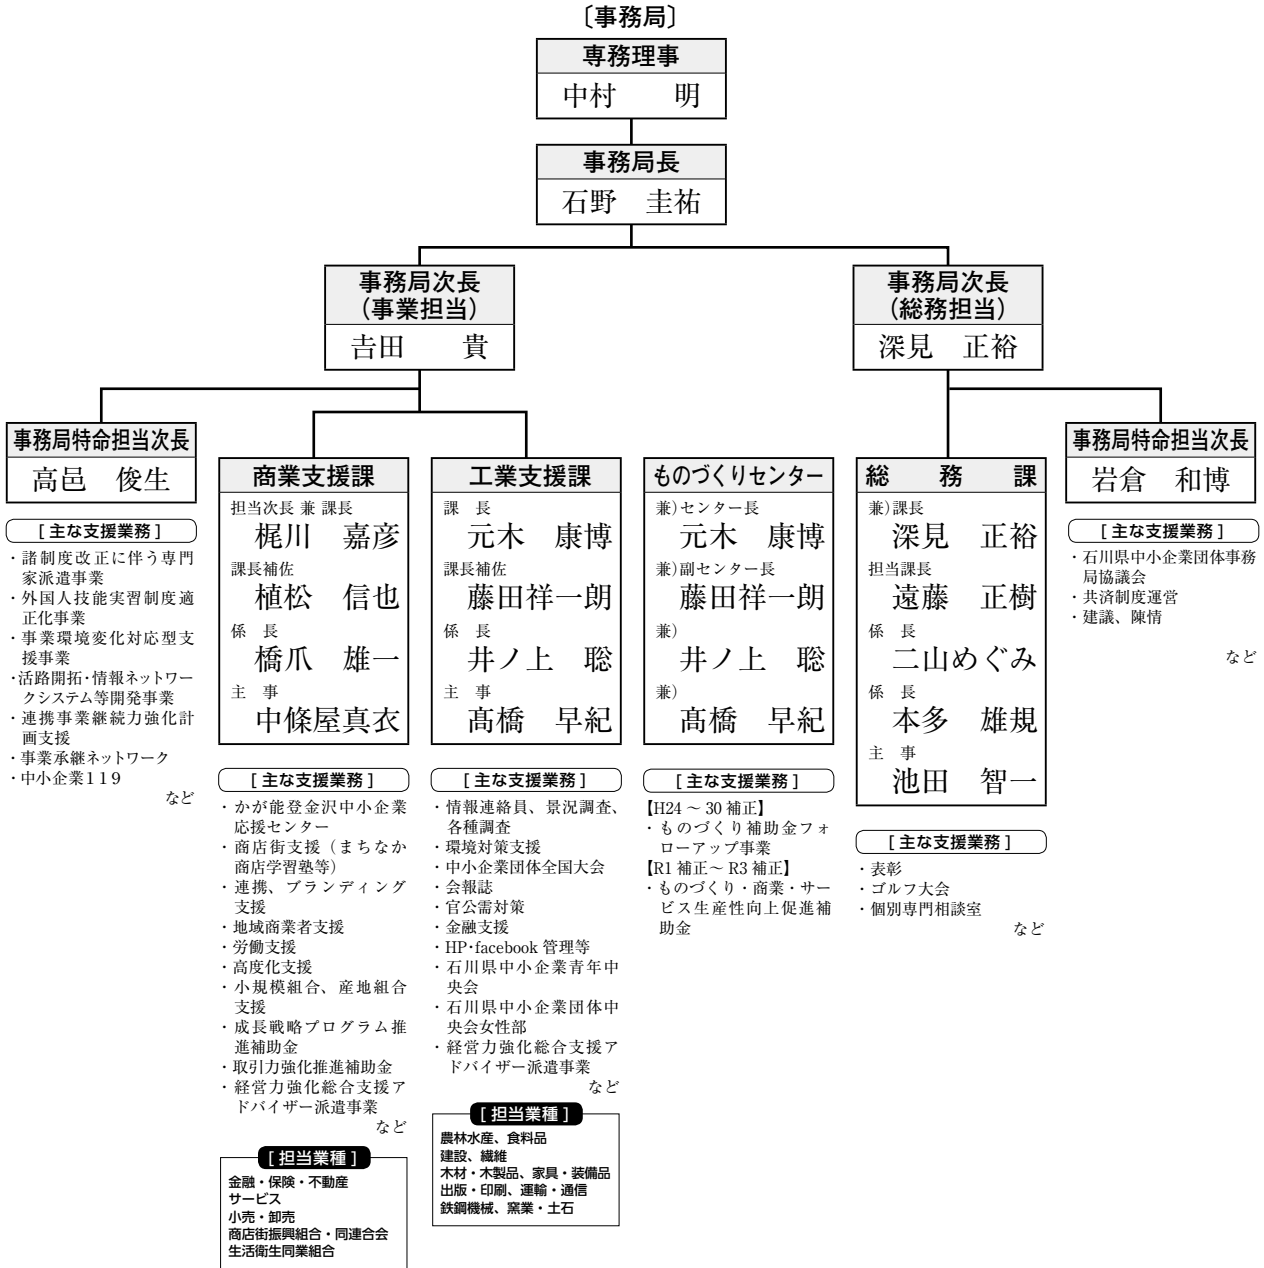 〔事務局〕
専務理事
中村　明
事務局長
石野　圭祐
事務局次長
（事業担当）
𠮷田　貴
事務局次長
（総務担当）
深見　正裕
事務局特命担当次長
高邑　俊生
[ 主な支援業務 ]
・諸制度改正に伴う専門
家派遣事業
・外国人技能実習制度適
正化事業
・事業環境変化対応型支
援事業
・活路開拓・情報ネットワー
クシステム等開発事業
・連携事業継続力強化計
画支援
・事業承継ネットワーク
・中小企業１１９
など
商業支援課
担当次長 兼 課長
梶川　嘉彦
課長補佐
植松　信也
係　長
橋爪　雄一
主　事
中條屋真衣
[ 主な支援業務 ]
・かが能登金沢中小企業
応援センター
・商店街支援（まちなか
商店学習塾等）
・連携、ブランディング
支援
・地域商業者支援
・労働支援
・高度化支援
・小規模組合、産地組合
支援
・成長戦略プログラム推
進補助金
・取引力強化推進補助金
・経営力強化総合支援ア
ドバイザー派遣事業
など
[ 担当業種 ]
金融・保険・不動産
サービス
小売・卸売
商店街振興組合・同連合会
生活衛生同業組合
工業支援課
課　長
元木　康博
課長補佐
藤田祥一朗
係　長
井ノ上　聡
主　事
髙橋　早紀
[ 主な支援業務 ]
・情報連絡員、景況調査、
各種調査
・環境対策支援
・中小企業団体全国大会
・会報誌
・官公需対策
・金融支援
・HP・facebook 管理等
・石川県中小企業青年中
央会
・石川県中小企業団体中
央会女性部
・経営力強化総合支援ア
ドバイザー派遣事業
など
[ 担当業種 ]
農林水産、食料品
建設、繊維
木材・木製品、家具・装備品
出版・印刷、運輸・通信
鉄鋼機械、窯業・土石
ものづくりセンター
兼）センター長
元木　康博
兼）副センター長
藤田祥一朗
兼）
井ノ上　聡
兼）
髙橋　早紀
[ 主な支援業務 ]
【H24 ～ 30 補正】
・ものづくり補助金フォ
ローアップ事業
【R1 補正～ R3 補正】
・ものづくり・商業・サー
ビス生産性向上促進補
助金
総　務　課
兼）課長
深見　正裕
担当課長
遠藤　正樹
係　長
二山めぐみ
係　長
本多　雄規
主　事
池田　智一
[ 主な支援業務 ]
・表彰
・ゴルフ大会
・個別専門相談室
など
事務局特命担当次長
岩倉　和博
[ 主な支援業務 ]
・石川県中小企業団体事務
局協議会
・共済制度運営
・建議、陳情
など